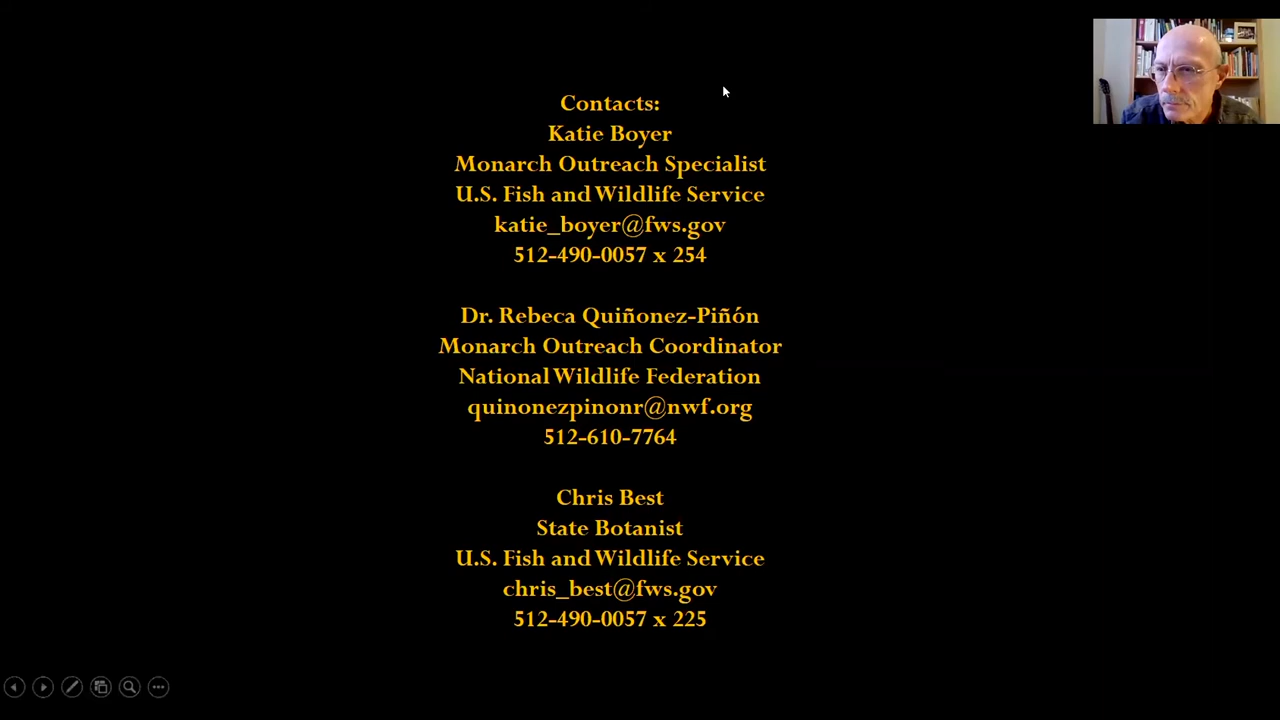 Contacts:
Katie Boyer
Monarch Outreach Specialist
U.S. Fish and Wildlife Service
katie_boyer@fws.gov
512-490-0057 x 254
Dr. Rebeca Quiñonez-Piñón
Monarch Outreach Coordinator
National Wildlife Federation
quinonezpinonr@nwf.org
512-610-7764
Chris Best
State Botanist
U.S. Fish and Wildlife Service
chris_best@fws.gov
512-490-0057 x 225